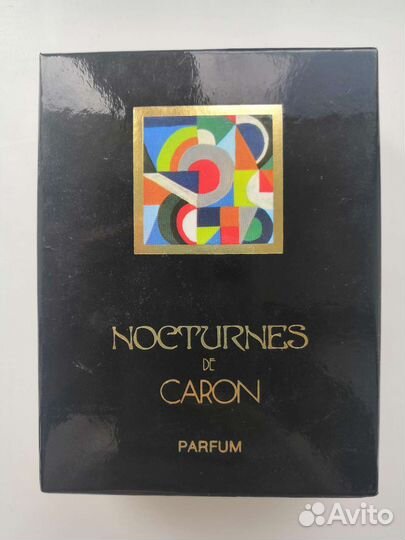 NOCTURNES
DE
CARON
PARFUM
Avito